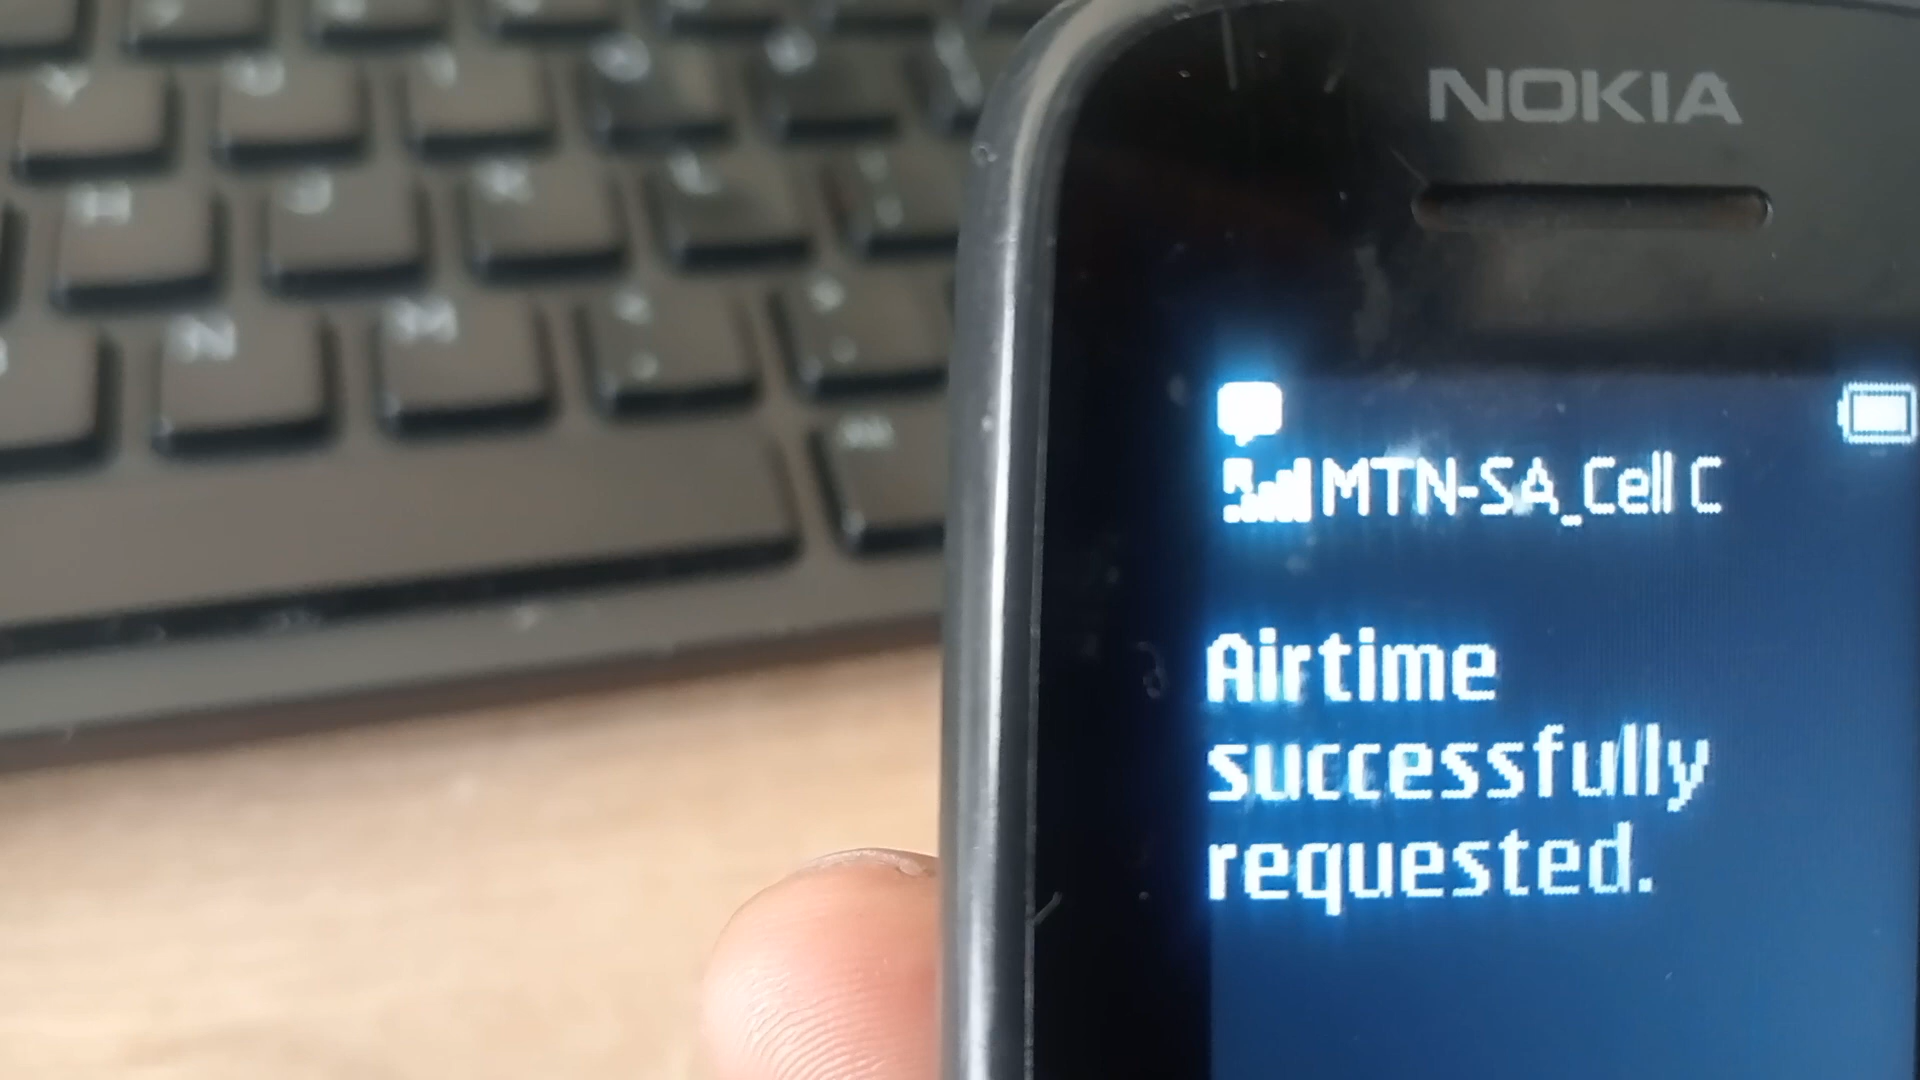 NOKIA
MTN-SA_Cell C
Airtime
successfully
requested.
Y U I
H J K L
N M